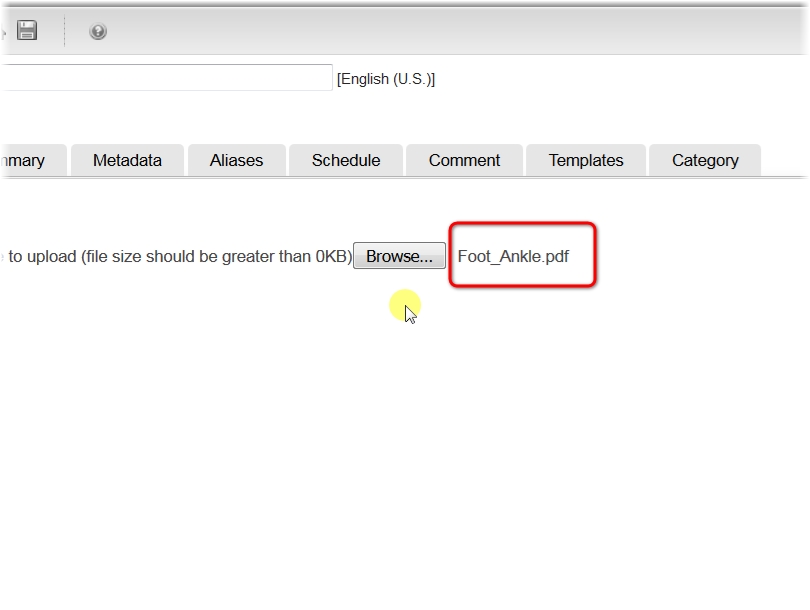 [English (U.S.)]
Metadata Aliases Schedule Comment Templates Category
to upload (file size should be greater than 0KB) Browse... Foot_Ankle.pdf